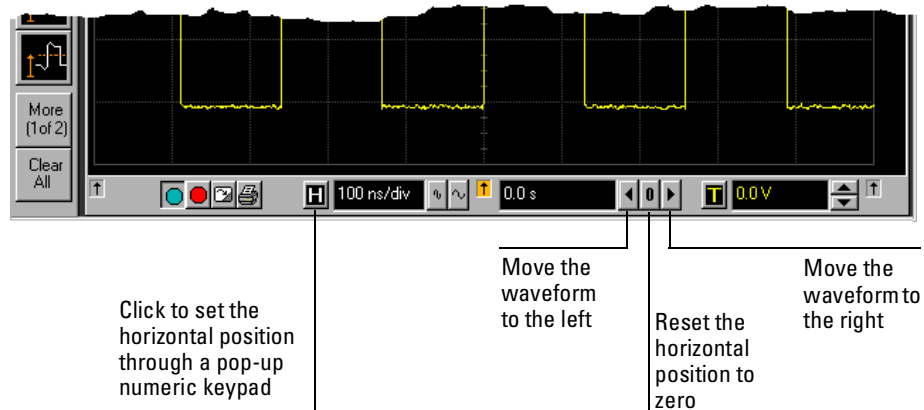 More
(1of 2)
Clear
All
H 100 ns/div 0.0 s 0 T 0.0 V
Move the
waveform
to the left
Move the
waveform to
the right
Click to set the
horizontal position
through a pop-up
numeric keypad
Reset the
horizontal
position to
zero